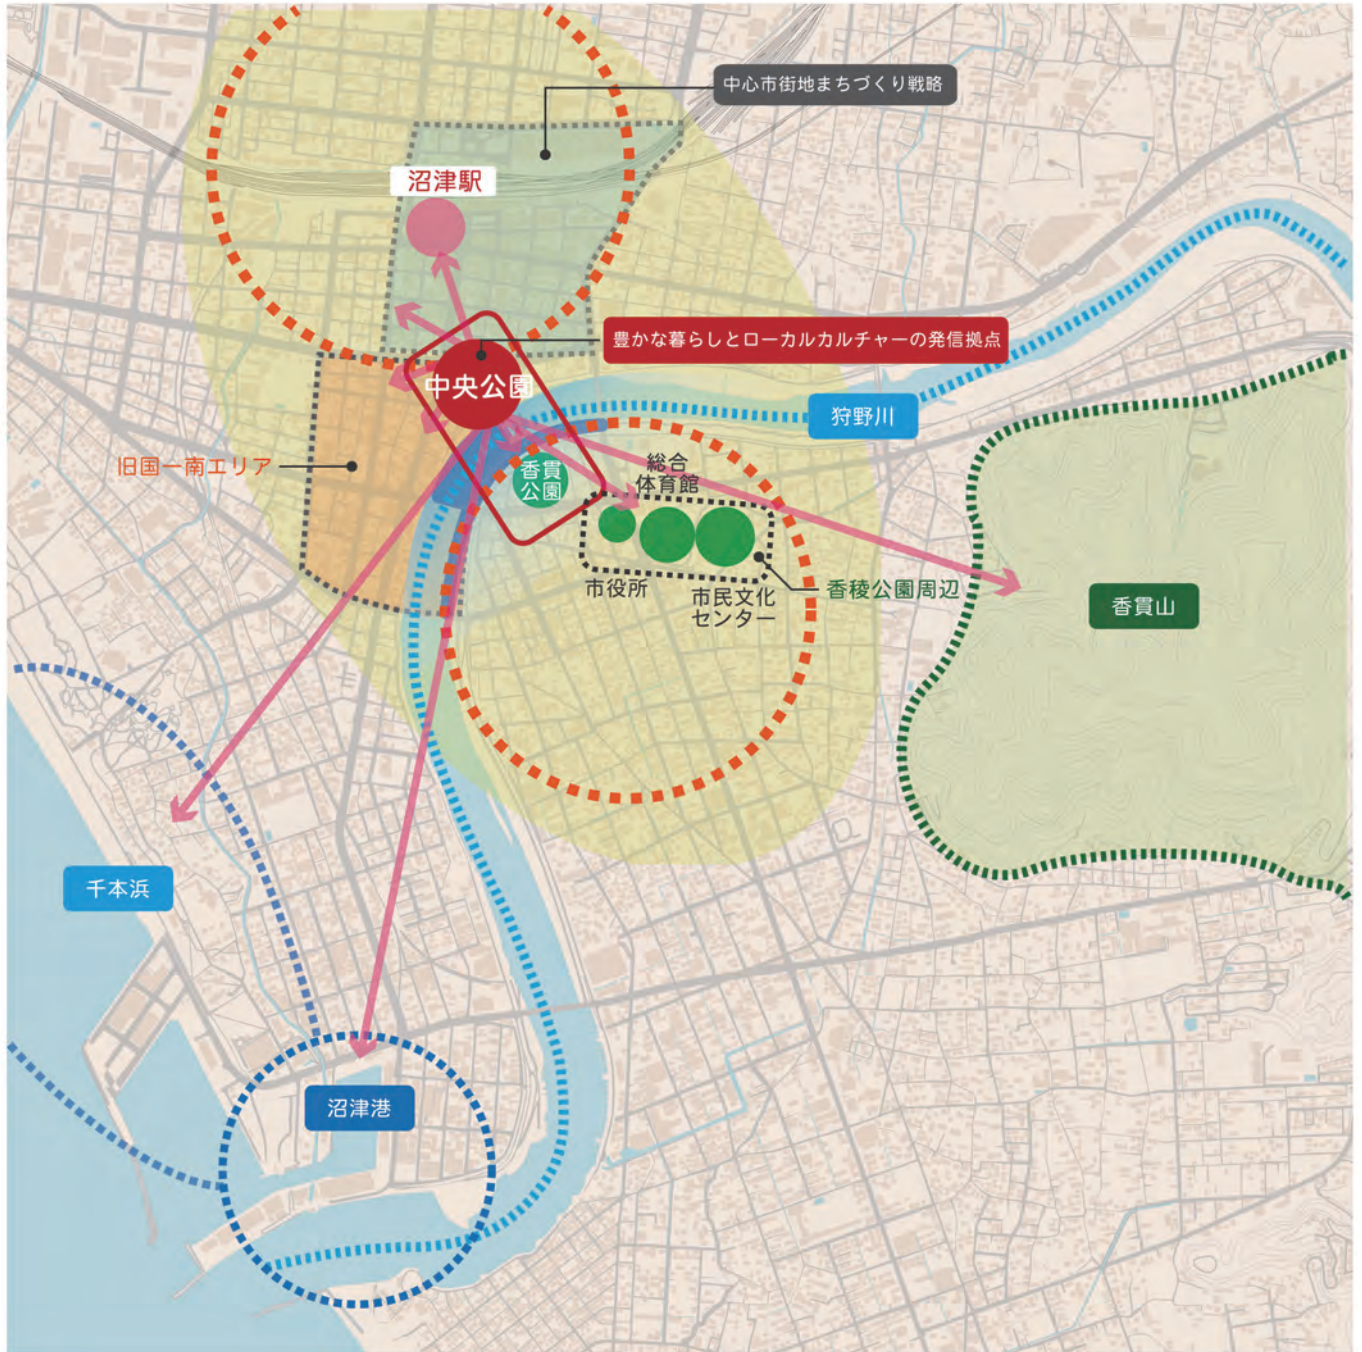 中心市街地まちづくり戦略
沼津駅
豊かな暮らしとローカルカルチャーの発信拠点
中央公園
狩野川
旧国一南エリア
香貫
公園
総合
体育館
市役所
市民文化
センター
香稜公園周辺
香貫山
千本浜
沼津港